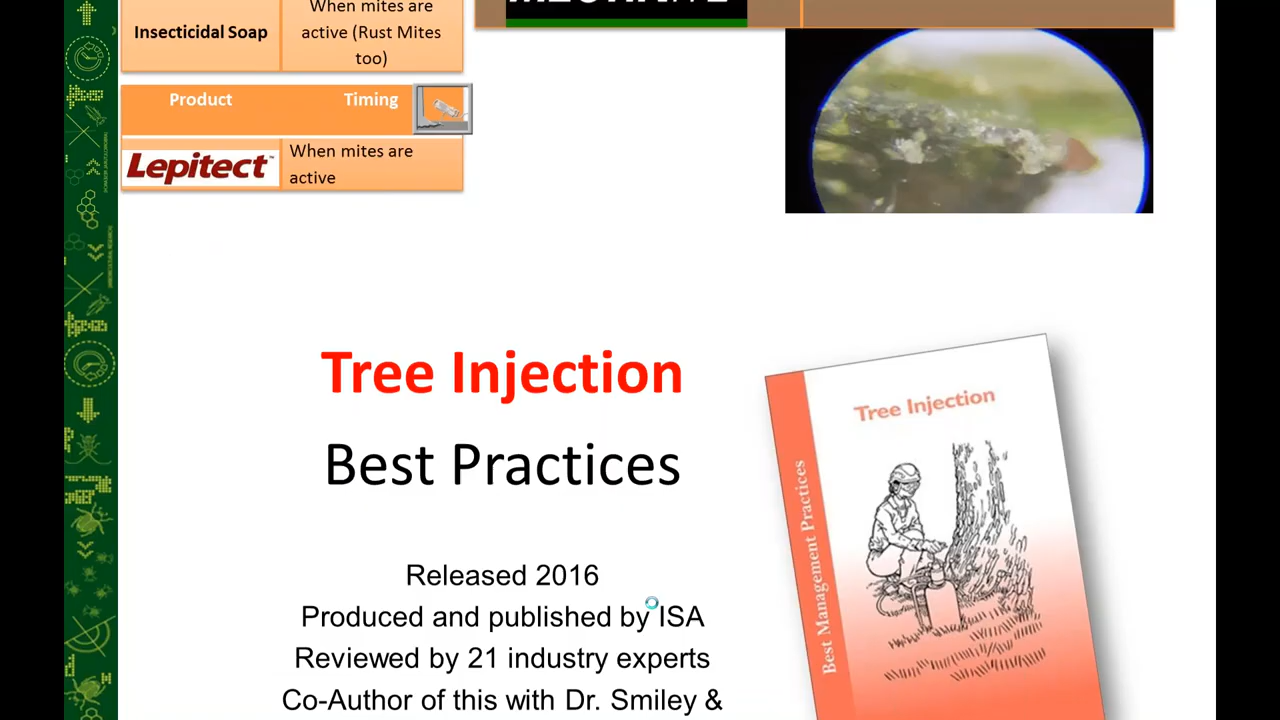 When mites are
Insecticidal Soap
active (Rust Mites
too)
Product
Timing
Lepitect™
When mites are
active
Tree Injection
Best Practices
Released 2016
Produced and published by ISA
Reviewed by 21 industry experts
Co-Author of this with Dr. Smiley &
Tree Injection
Best Management Practices